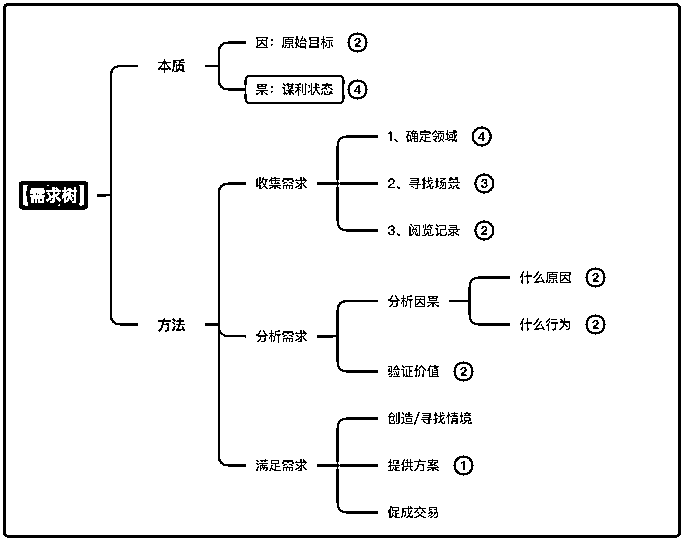 【需求树】
本质
因：原始目标 ②
果：谋利状态 ④
方法
收集需求
1、确定领域 ④
2、寻找场景 ③
3、阅览记录 ②
分析需求
分析因果
什么原因 ②
什么行为 ②
验证价值 ②
满足需求
创造/寻找情境
提供方案 ①
促成交易